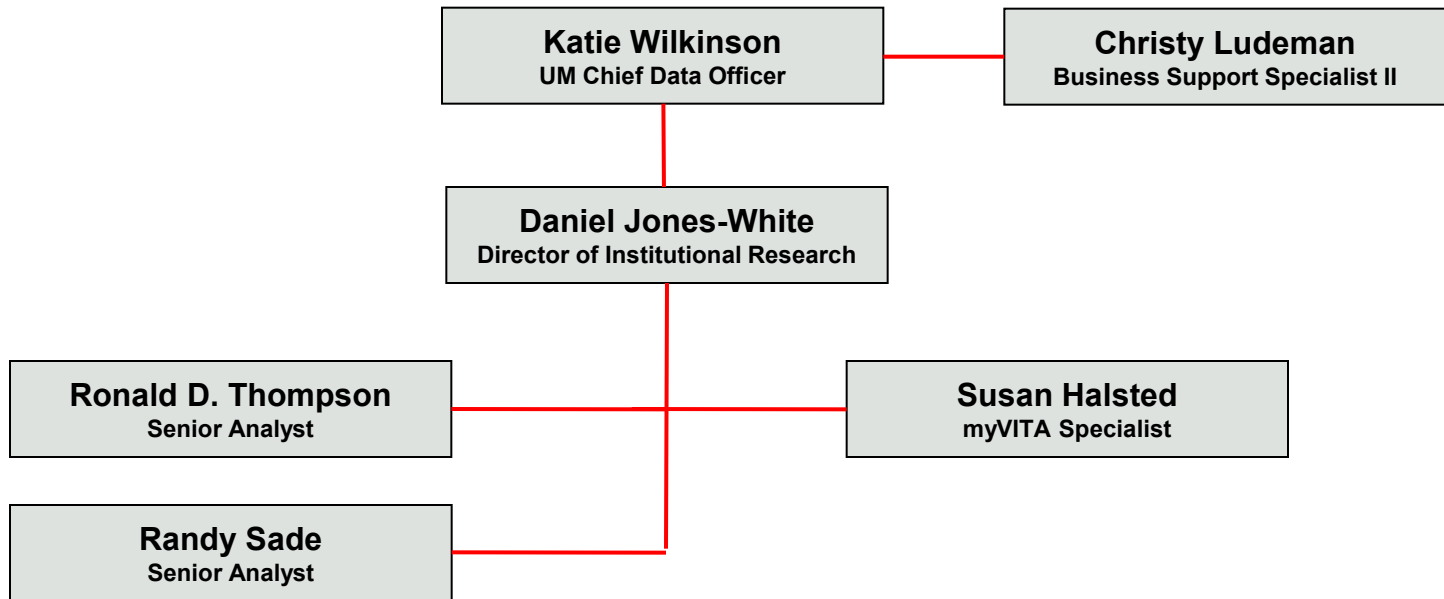 Katie Wilkinson
UM Chief Data Officer
Christy Ludeman
Business Support Specialist II
Daniel Jones-White
Director of Institutional Research
Ronald D. Thompson
Senior Analyst
Susan Halsted
myVITA Specialist
Randy Sade
Senior Analyst